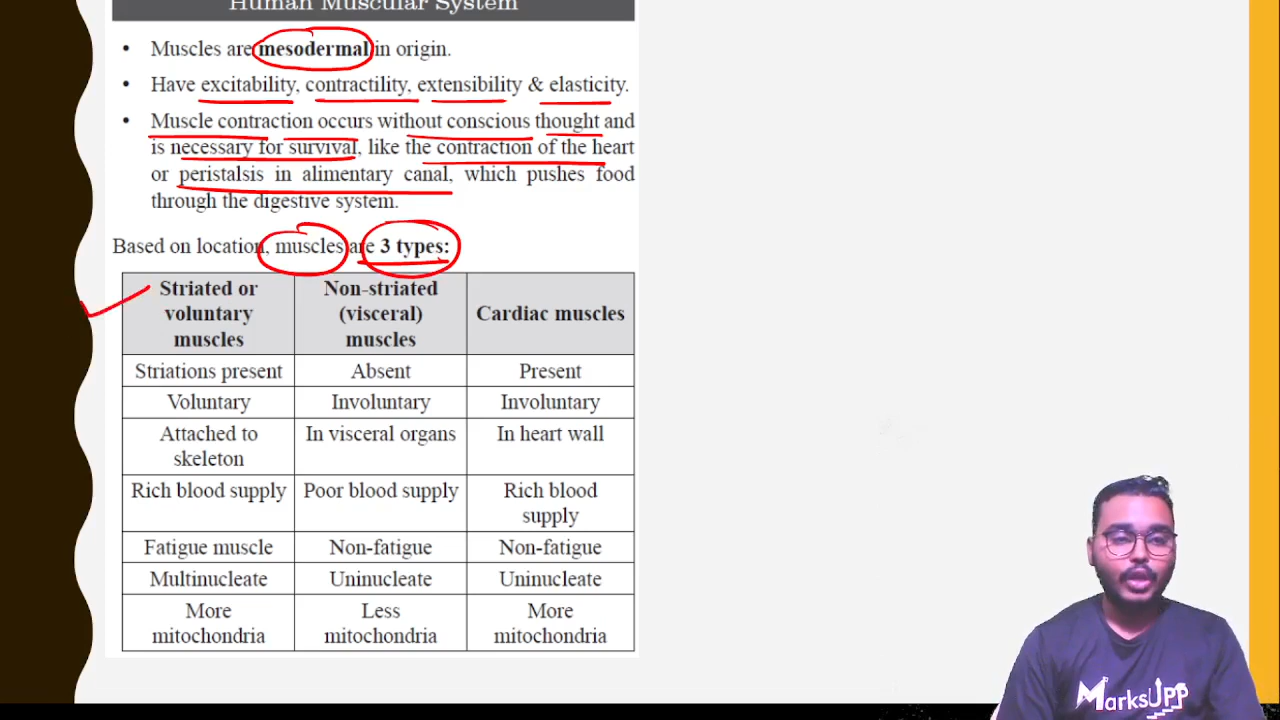 Human Muscular System
• Muscles are mesodermal in origin.
• Have excitability, contractility, extensibility & elasticity.
• Muscle contraction occurs without conscious thought and
is necessary for survival, like the contraction of the heart
or peristalsis in alimentary canal, which pushes food
through the digestive system.
Based on location, muscles are 3 types:
Striated or voluntary muscles
Non-striated (visceral) muscles
Cardiac muscles
Striations present
Absent
Present
Voluntary
Involuntary
Involuntary
Attached to skeleton
In visceral organs
In heart wall
Rich blood supply
Poor blood supply
Rich blood supply
Fatigue muscle
Non-fatigue
Non-fatigue
Multinucleate
Uninucleate
Uninucleate
More mitochondria
Less mitochondria
More mitochondria
MarksUpp